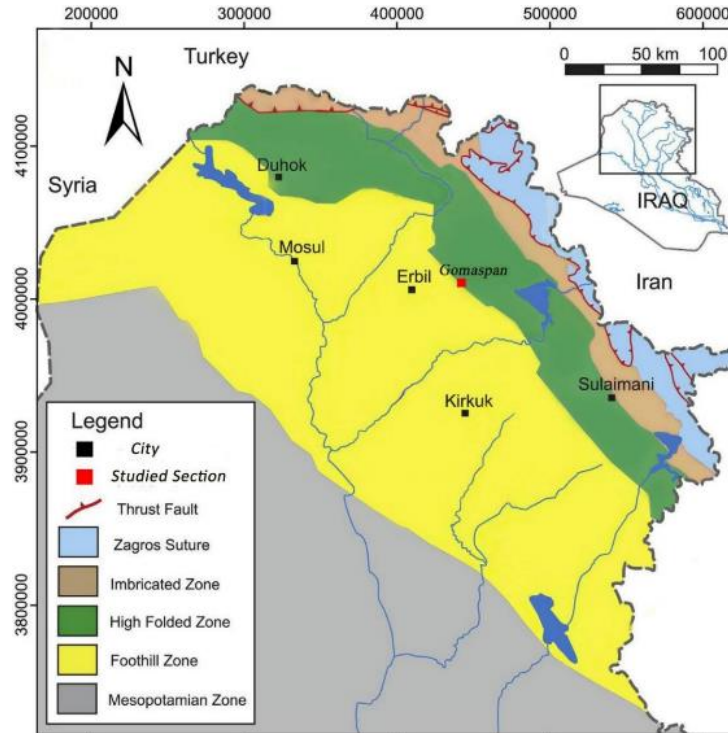 200000 300000 400000 500000 600000
Turkey
0 50 km 100
N
4100000
Duhok
Syria
IRAQ
Mosul
Erbil
Gomaspan
Iran
4000000
Sulaimani
Kirkuk
Legend
City
Studied Section
Thrust Fault
Zagros Suture
Imbricated Zone
High Folded Zone
Foothill Zone
Mesopotamian Zone
3900000
3800000